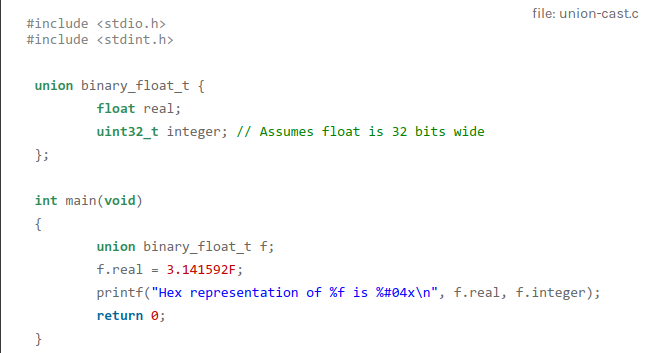 file: union-cast.c
#include <stdio.h>
#include <stdint.h>
union binary_float_t {
float real;
uint32_t integer; // Assumes float is 32 bits wide
};
int main(void)
{
union binary_float_t f;
f.real = 3.141592F;
printf("Hex representation of %f is %#04x\n", f.real, f.integer);
return 0;
}